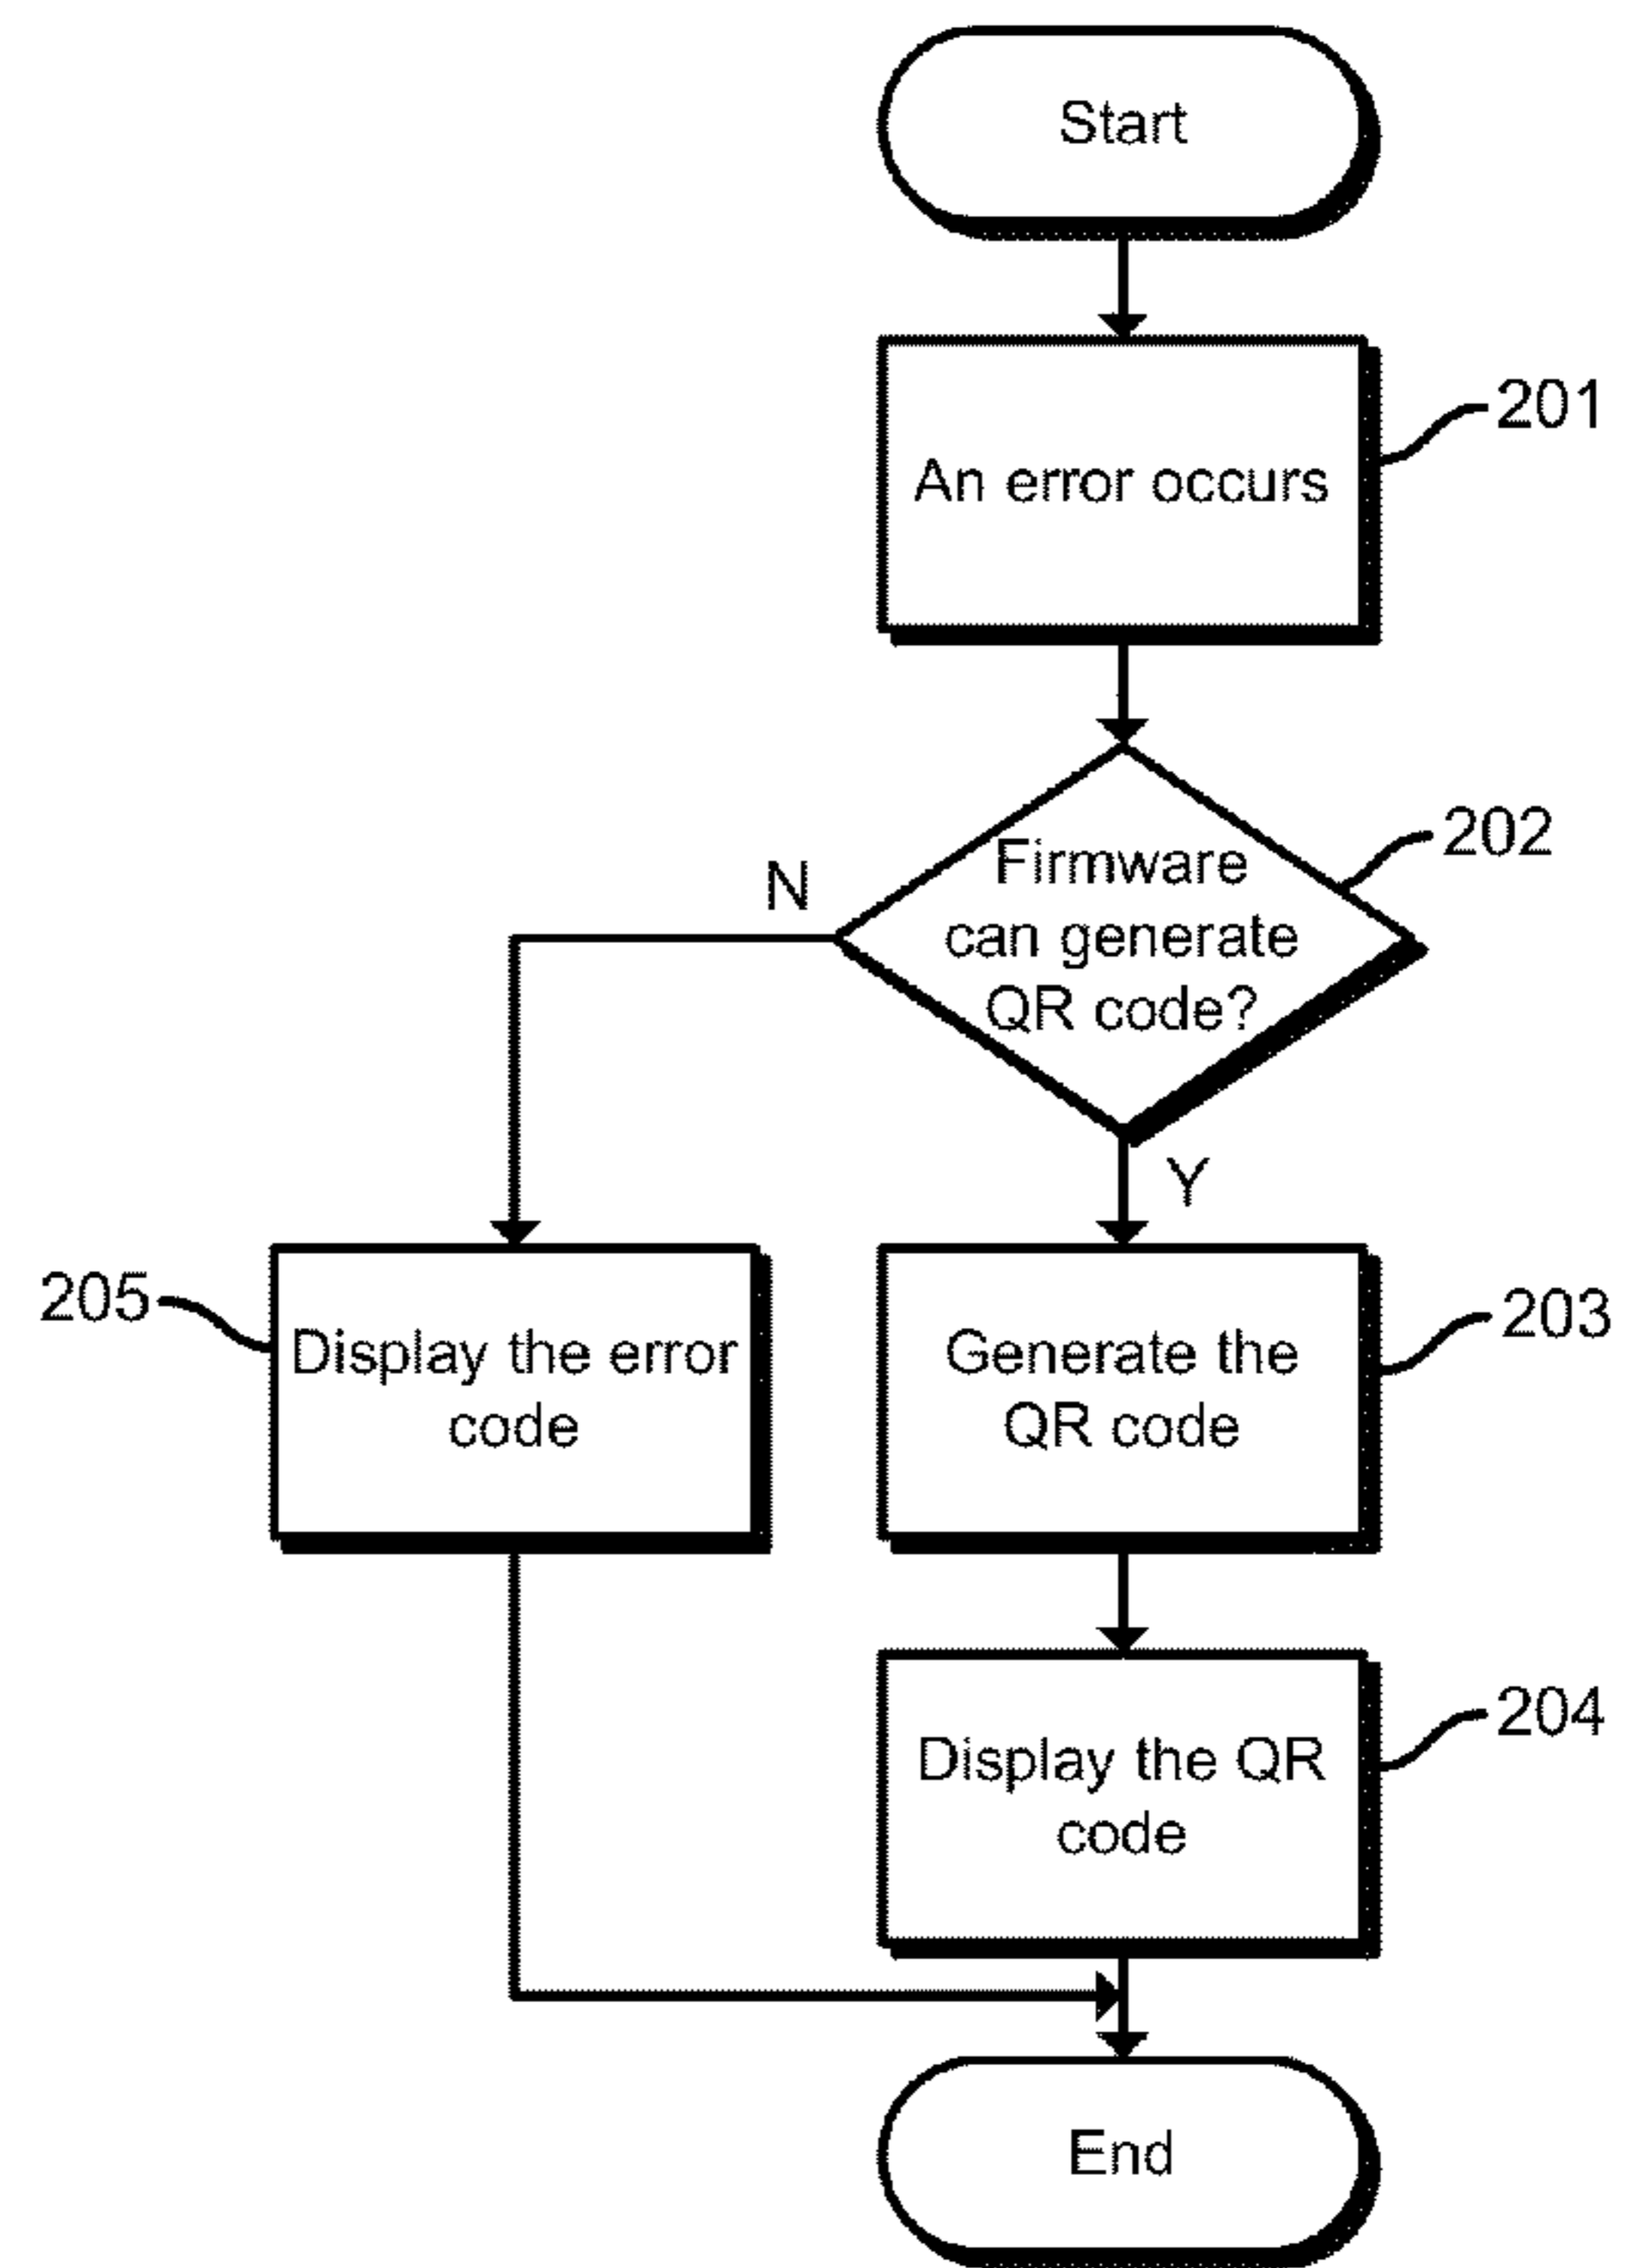 Start
An error occurs
201
Firmware
can generate
QR code?
202
N
Y
205
Display the error
code
Generate the
QR code
203
Display the QR
code
204
End